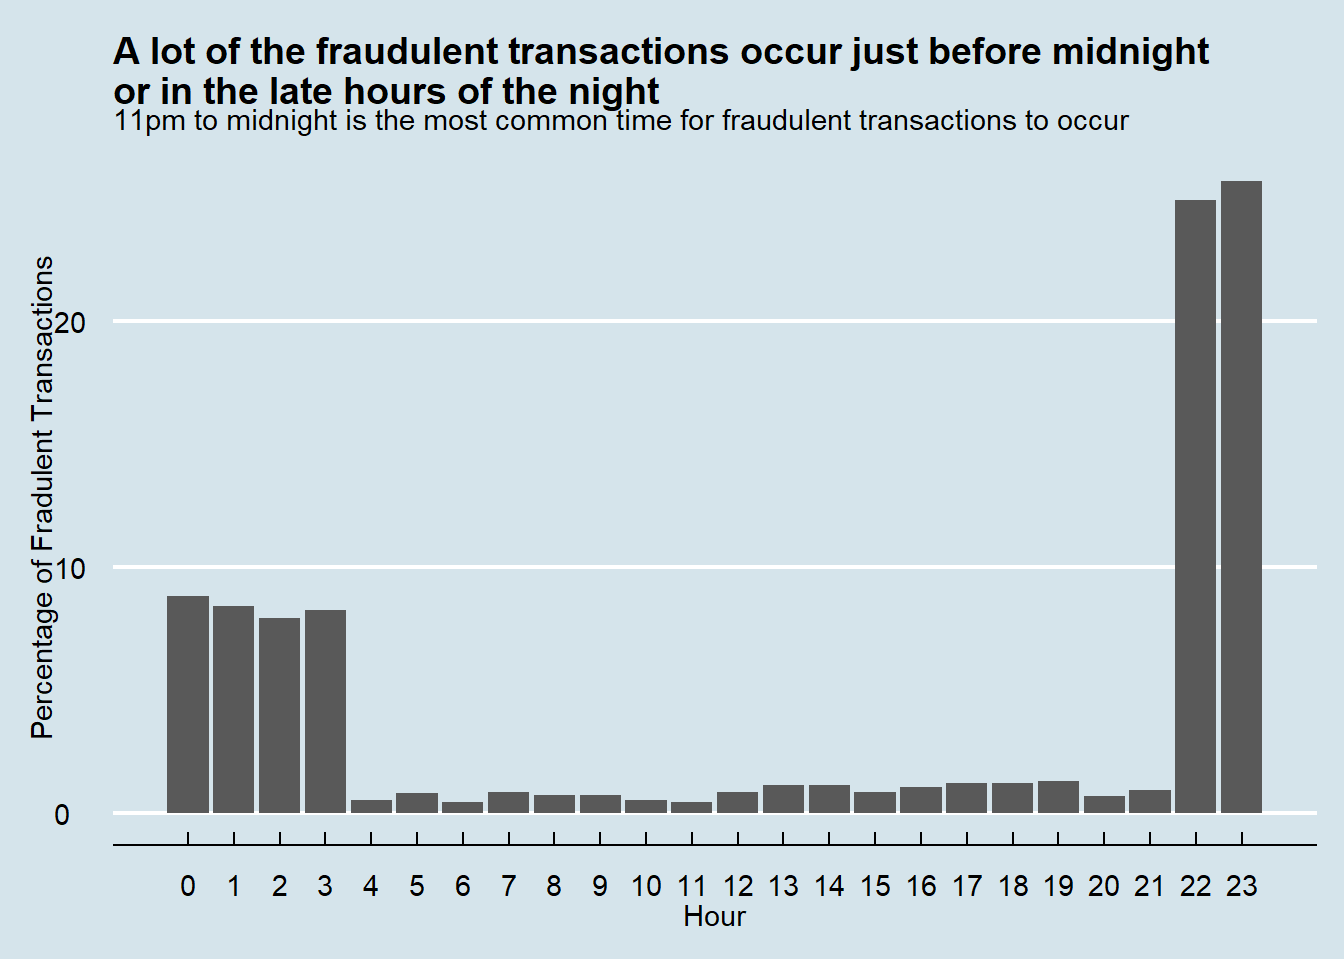 A lot of the fraudulent transactions occur just before midnight
or in the late hours of the night
11pm to midnight is the most common time for fraudulent transactions to occur
Percentage of Fradulent Transactions
20
10
0
0 1 2 3 4 5 6 7 8 9 10 11 12 13 14 15 16 17 18 19 20 21 22 23
Hour